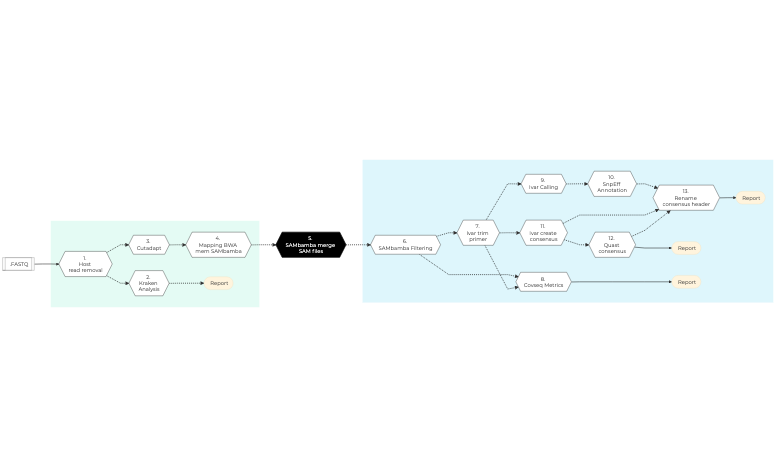 .FASTQ
1.
Host
read removal
3.
Cutadapt
2.
Kraken
Analysis
Report
4.
Mapping BWA
mem SAMbamba
5.
SAMbamba merge
SAM files
6.
SAMbamba Filtering
7.
ivar trim
primer
9.
ivar Calling
10.
SnpEff
Annotation
11.
ivar create
consensus
12.
Quast
consensus
8.
Covseq Metrics
13.
Rename
consensus header
Report
Report
Report